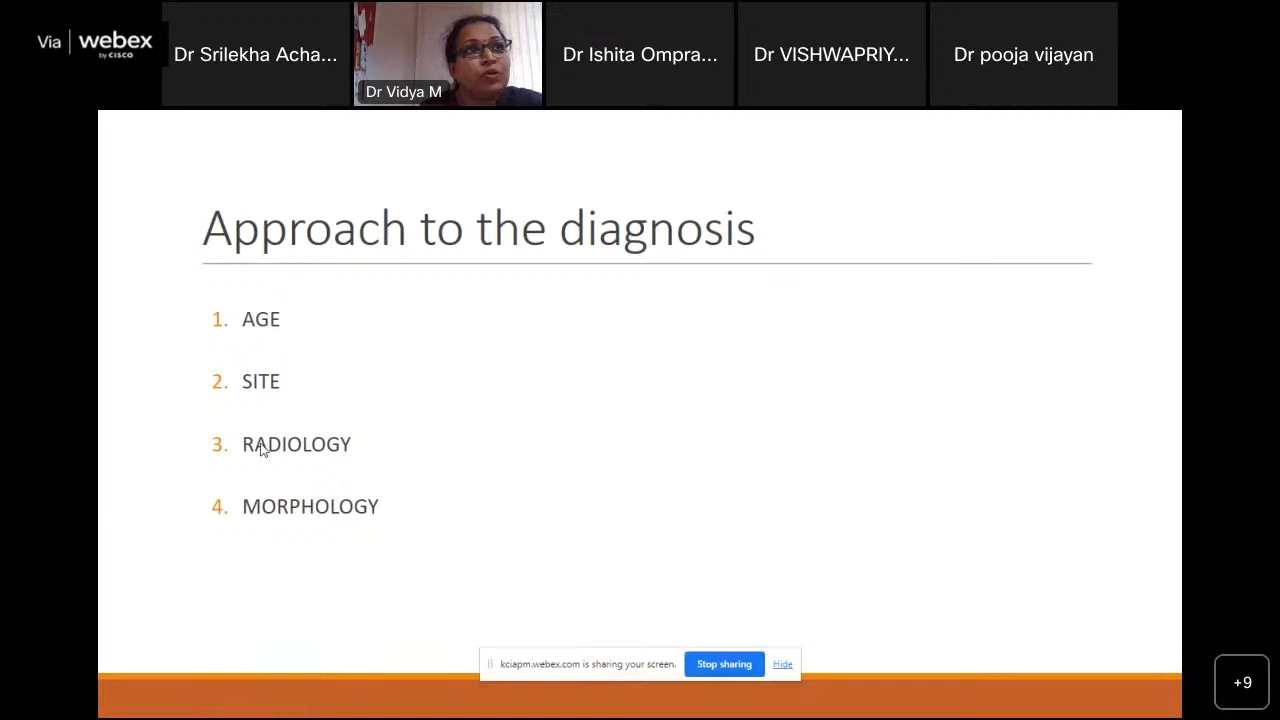 Via webex
by CISCO
Dr Srilekha Acha...
Dr Vidya M
Dr Ishita Ompra...
Dr VISHWAPRIY...
Dr pooja vijayan
Approach to the diagnosis
1. AGE
2. SITE
3. RADIOLOGY
4. MORPHOLOGY
kciapm.webex.com is sharing your screen. Stop sharing Hide
+9